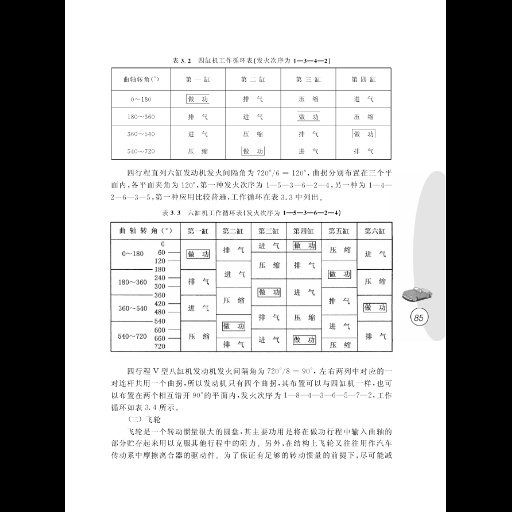 表 3.2 四缸机工作循环表(发火次序为 1—3—4—2)
曲轴转角(°) 第一缸 第二缸 第三缸 第四缸
0~180 做功 排气 压缩 进气
180~360 排气 进气 做功 压缩
360~540 进气 压缩 排气 做功
540~720 压缩 做功 进气 排气
四行程直列六缸发动机发火间隔角为 720°/6 = 120°,曲拐分别布置在三个平
面内,各平面夹角为 120°,第一种发火次序为 1—5—3—6—2—4,另一种为 1—4—
2—6—3—5,第一种应用比较普遍,工作循环在表 3.3 中列出。
表 3.3 六缸机工作循环表(发火次序为 1—5—3—6—2—4)
曲轴转角(°) 第一缸 第二缸 第三缸 第四缸 第五缸 第六缸
0~180 0 60 120 180 做功 排气 进气 做功 压缩 进气
压缩 排气
180~360 240 300 360 排气 进气 做功
做功 进气 压缩
360~540 420 480 540 进气 压缩 排气 做功
排气 压缩
540~720 600 660 720 压缩 做功 进气 排气
排气 进气 做功 压缩
85
四行程 V 型八缸机发动机发火间隔角为 720°/8 = 90°,左右两列中对应的一
对连杆共用一个曲拐,所以发动机只有四个曲拐,其布置可以与四缸机一样,也可
以布置在两个相互错开 90°的平面内,发火次序为 1—8—4—3—6—5—7—2,工作
循环如表 3.4 所示。
(二) 飞轮
飞轮是一个转动惯量很大的圆盘,其主要功用是将在做功行程中输入曲轴的
部分贮存起来用以克服其他行程中的阻力。另外,在结构上飞轮又往往用作汽车
传动系中摩擦离合器的驱动件。为了保证有足够的转动惯量的前提下,尽可能减